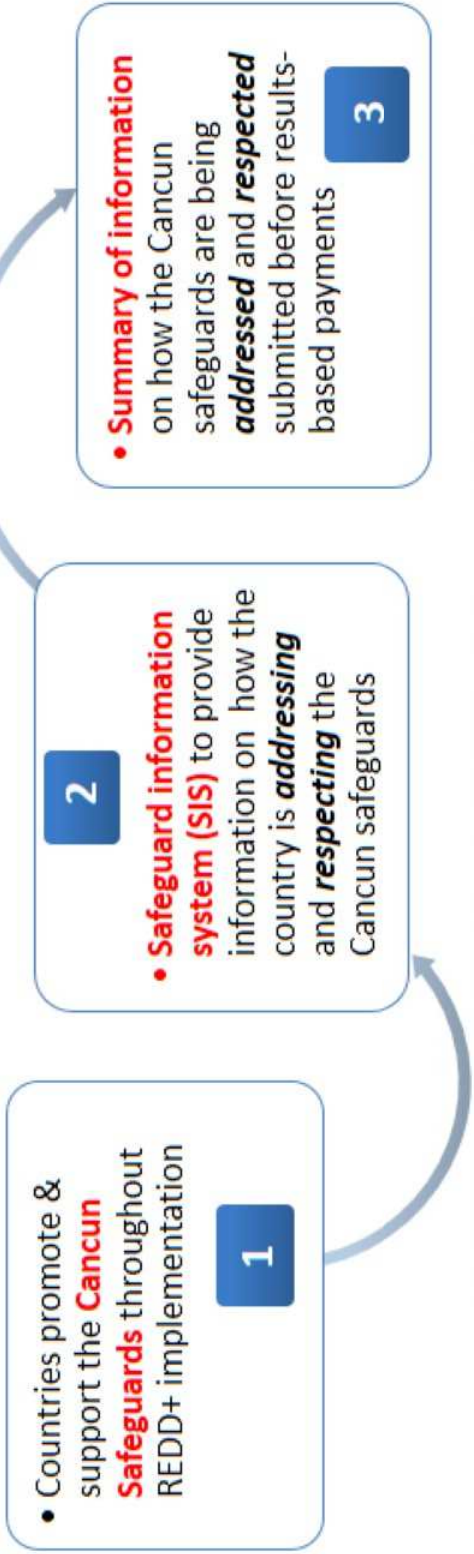 • Countries promote &
support the Cancun
Safeguards throughout
REDD+ implementation
1
2
• Safeguard information
system (SIS) to provide
information on how the
country is addressing
and respecting the
Cancun safeguards
• Summary of information
on how the Cancun
safeguards are being
addressed and respected
submitted before results-
based payments
3